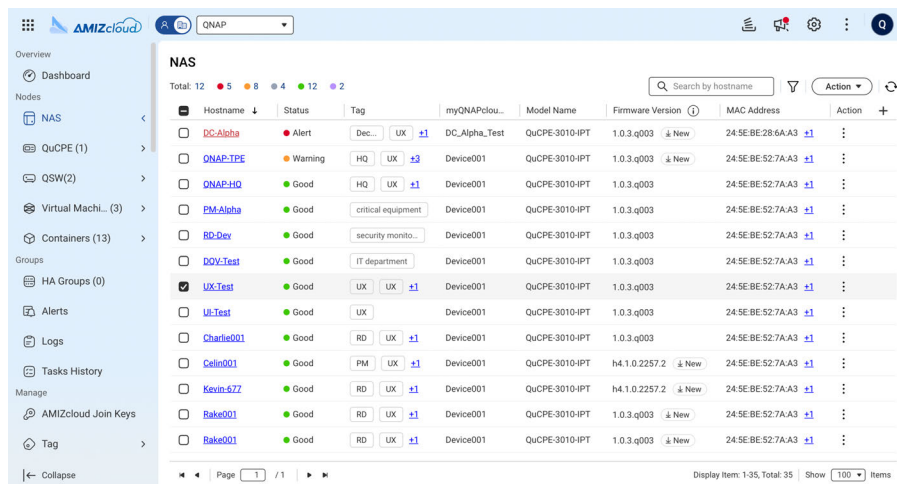 AMIZcloud
QNAP
Q
Overview
Dashboard
Nodes
NAS
QuCPE (1)
QSW(2)
Virtual Machi... (3)
Containers (13)
Groups
HA Groups (0)
Alerts
Logs
Tasks History
Manage
AMIZcloud Join Keys
Tag
Collapse
NAS
Total: 12 5 8 4 12 2
Search by hostname
Action
Hostname Status Tag myQNAPclou... Model Name Firmware Version MAC Address Action
DC-Alpha Alert Dec... UX +1 DC_Alpha_Test QuCPE-3010-IPT 1.0.3.q003 New 24:5E:BE:28:6A:A3 +1
QNAP-TPE Warning HQ UX +3 Device001 QuCPE-3010-IPT 1.0.3.q003 New 24:5E:BE:52:7A:A3 +1
QNAP-HQ Good HQ UX +1 Device001 QuCPE-3010-IPT 1.0.3.q003 24:5E:BE:52:7A:A3 +1
PM-Alpha Good critical equipment Device001 QuCPE-3010-IPT 1.0.3.q003 24:5E:BE:52:7A:A3 +1
RD-Dev Good security monito... Device001 QuCPE-3010-IPT 1.0.3.q003 24:5E:BE:52:7A:A3 +1
DQV-Test Good IT department Device001 QuCPE-3010-IPT 1.0.3.q003 24:5E:BE:52:7A:A3 +1
UX-Test Good UX UX +1 Device001 QuCPE-3010-IPT 1.0.3.q003 24:5E:BE:52:7A:A3 +1
UI-Test Good UX Device001 QuCPE-3010-IPT 1.0.3.q003 24:5E:BE:52:7A:A3 +1
Charlie001 Good RD UX +1 Device001 QuCPE-3010-IPT 1.0.3.q003 24:5E:BE:52:7A:A3 +1
Celin001 Good PM UX +1 Device001 QuCPE-3010-IPT h4.1.0.2257.2 New 24:5E:BE:52:7A:A3 +1
Kevin-677 Good RD UX +1 Device001 QuCPE-3010-IPT h4.1.0.2257.2 New 24:5E:BE:52:7A:A3 +1
Rake001 Good RD UX +1 Device001 QuCPE-3010-IPT 1.0.3.q003 New 24:5E:BE:52:7A:A3 +1
Rake001 Good RD UX +1 Device001 QuCPE-3010-IPT 1.0.3.q003 New 24:5E:BE:52:7A:A3 +1
Page 1 / 1 Display Item: 1-35, Total: 35 Show 100 Items